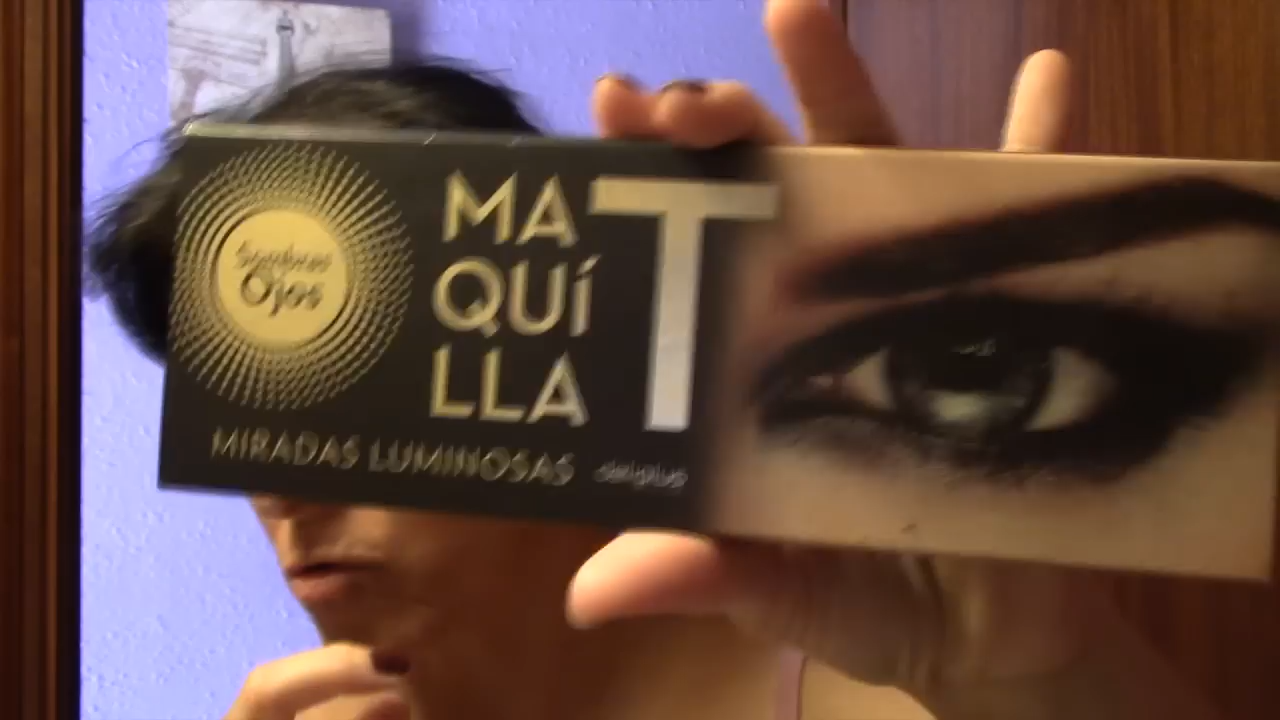 Sombras
Ojos
MA
QUÍ
LLA
T
MIRADAS LUMINOSAS
deliplus